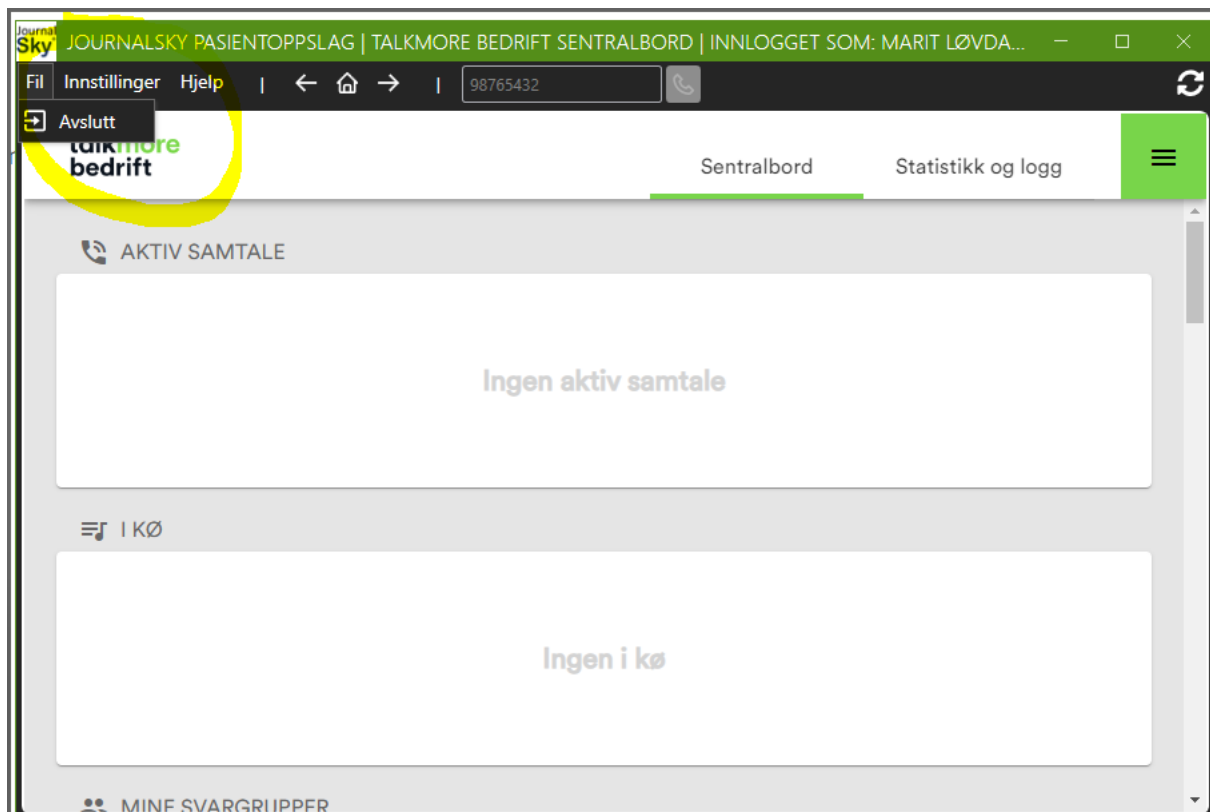 Journal
Sky
JOURNALSKY PASIENTOPPSLAG | TALKMORE BEDRIFT SENTRALBORD | INNLOGGET SOM: MARIT LØVDA...
Fil Innstillinger Hjelp | | 98765432
Avslutt
talkmore
bedrift
Sentralbord Statistikk og logg
AKTIV SAMTALE
Ingen aktiv samtale
I KØ
Ingen i kø
MINE SVARGRUPPER